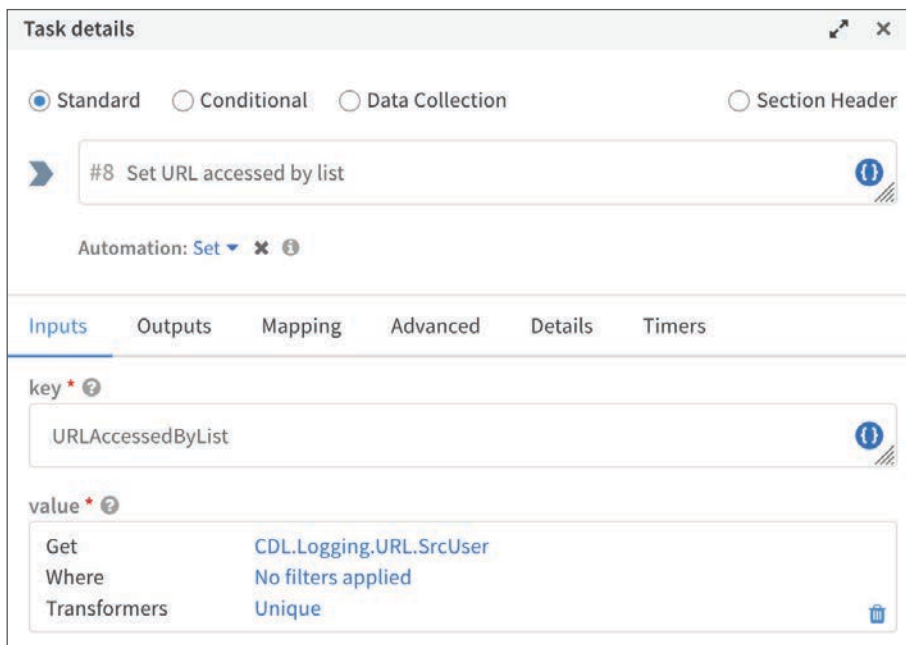 Task details
Standard Conditional Data Collection Section Header
#8 Set URL accessed by list
Automation: Set
Inputs Outputs Mapping Advanced Details Timers
key *
URLAccessedByList
value *
Get CDL.Logging.URL.SrcUser
Where No filters applied
Transformers Unique